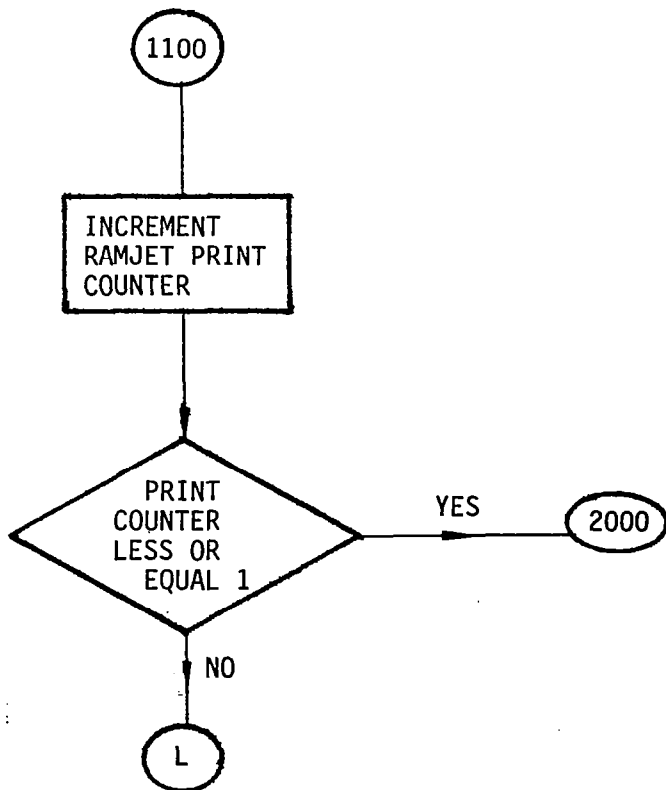 1100
INCREMENT
RAMJET PRINT
COUNTER
PRINT
COUNTER
LESS OR
EQUAL 1
YES
2000
NO
L